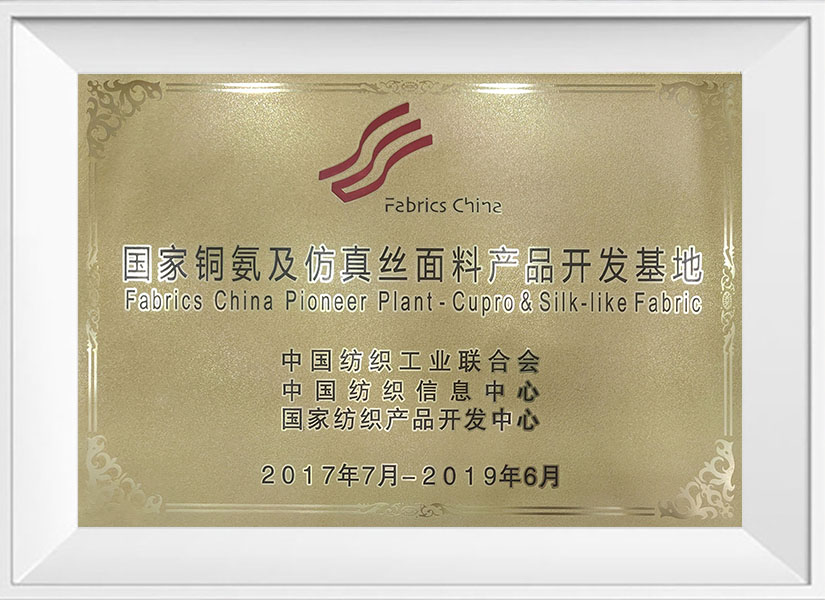 Fabrics China
国家铜氨及仿真丝面料产品开发基地
Fabrics China Pioneer Plant - Cupro & Silk-like Fabric
中国纺织工业联合会
中国纺织信息中心
国家纺织产品开发中心
2017年7月-2019年6月